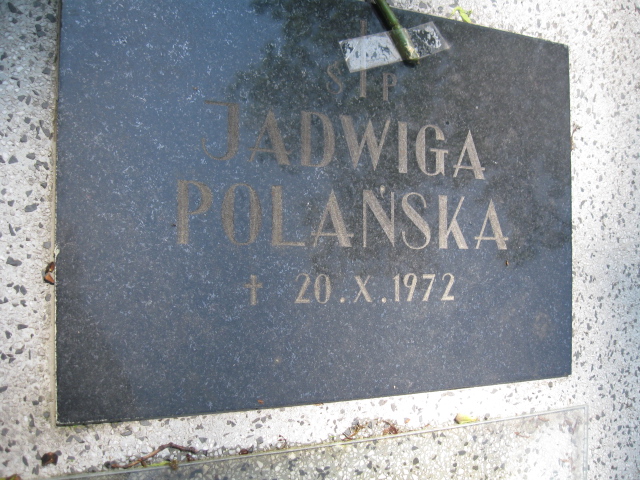 Ś†P
JADWIGA
POLAŃSKA
† 20.X.1972